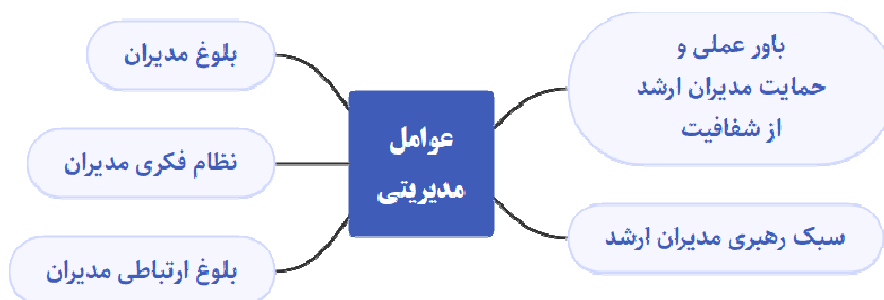 عوامل
مدیریتی
باور عملی و
حمایت مدیران ارشد
از شفافیت
سبک رهبری مدیران ارشد
بلوغ مدیران
نظام فکری مدیران
بلوغ ارتباطی مدیران